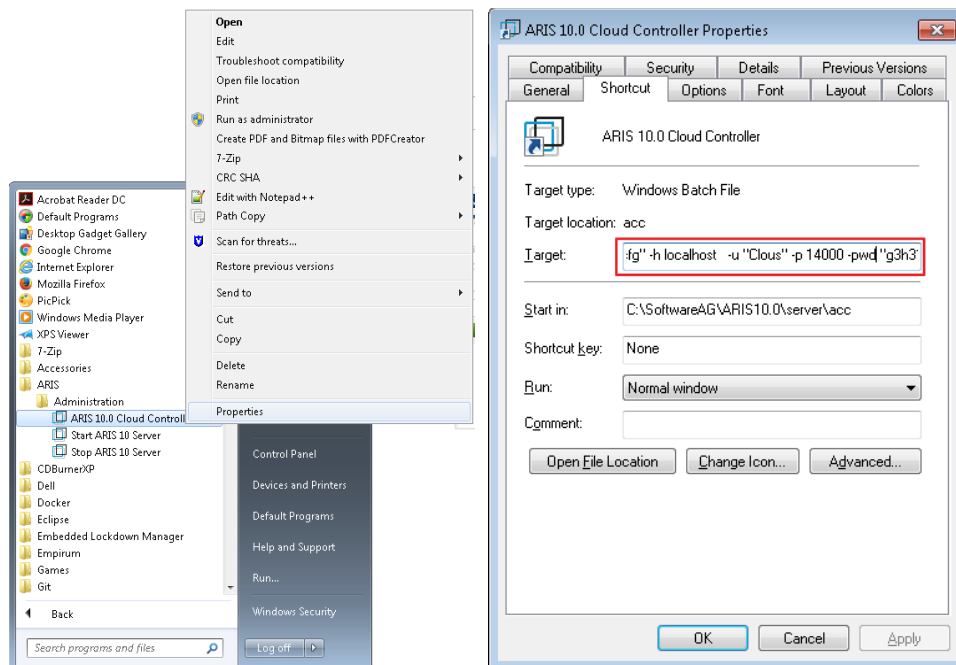 Open
Edit
Troubleshoot compatibility
Open file location
Print
Run as administrator
Create PDF and Bitmap files with PDFCreator
7-Zip
CRC SHA
Edit with Notepad++
Path Copy
Scan for threats...
Restore previous versions
Send to
Cut
Copy
Delete
Rename
Properties
Acrobat Reader DC
Default Programs
Desktop Gadget Gallery
Google Chrome
Internet Explorer
Mozilla Firefox
PicPick
Windows Media Player
XPS Viewer
7-Zip
Accessories
ARIS
Administration
ARIS 10.0 Cloud Controll
Start ARIS 10 Server
Stop ARIS 10 Server
CDBurnerXP
Dell
Docker
Eclipse
Embedded Lockdown Manager
Empirum
Games
Git
Back
Search programs and files
Control Panel
Devices and Printers
Default Programs
Help and Support
Run...
Windows Security
Log off
ARIS 10.0 Cloud Controller Properties
Compatibility Security Details Previous Versions
General Shortcut Options Font Layout Colors
ARIS 10.0 Cloud Controller
Target type: Windows Batch File
Target location: acc
Target: :fg" -h localhost -u "Clous" -p 14000 -pwd "g3h3
Start in: C:\SoftwareAG\ARIS10.0\server\acc
Shortcut key: None
Run: Normal window
Comment:
Open File Location Change Icon... Advanced...
OK Cancel Apply